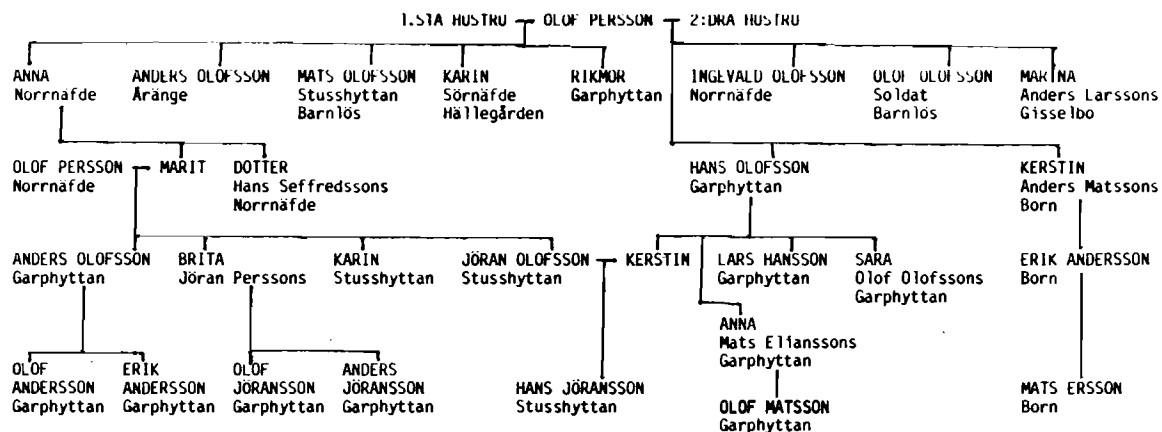 1.STA HUSTRU OLOF PERSSON 2:DRA HUSTRU
ANNA ANDERS OLOFSSON MATS OLOFSSON KARIN RIKMOR INGEVALD OLOFSSON OLOF OLOFSSON MARINA
Norrnäfde Åränge Stusshyttan Sörnäfde Garphyttan Norrnäfde Soldat Anders Larssons
Barnlös Hällegården Barnlös Gisselbo
OLOF PERSSON MARIT DOTTER HANS OLOFSSON KERSTIN
Norrnäfde Hans Seffredssons Garphyttan Anders Matssons
Norrnäfde Born
ANDERS OLOFSSON BRITA KARIN JÖRAN OLOFSSON KERSTIN LARS HANSSON SARA ERIK ANDERSSON
Garphyttan Jöran Perssons Stusshyttan Stusshyttan Garphyttan Olof Olofssons Born
Garphyttan
ANNA
Mats Elianssons
Garphyttan
OLOF ERIK OLOF ANDERS
ANDERSSON ANDERSSON JÖRANSSON JÖRANSSON HANS JÖRANSSON MATS ERSSON
Garphyttan Garphyttan Garphyttan Garphyttan Stusshyttan Born
OLOF MATSSON
Garphyttan